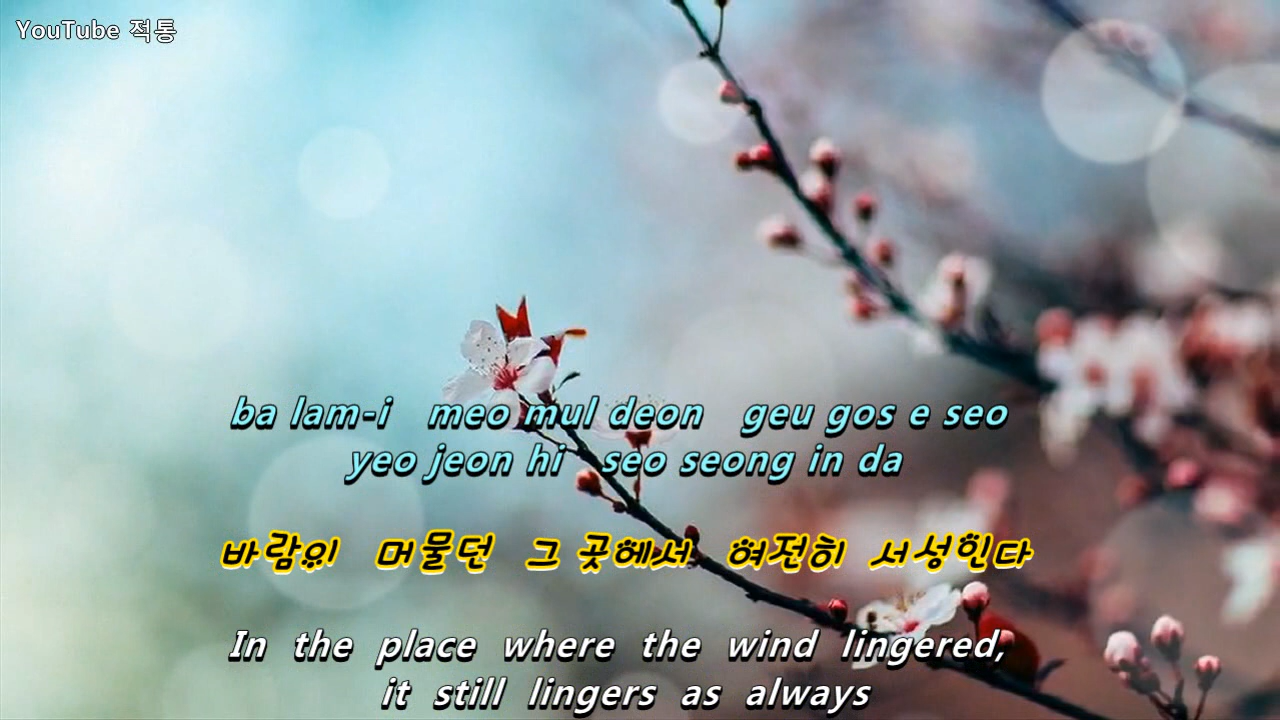 YouTube 적통
ba lam-i meo mul deon geu gos e seo
yeo jeon hi seo seong in da
바람이 머물던 그 곳에서 여전히 서성인다
In the place where the wind lingered,
it still lingers as always